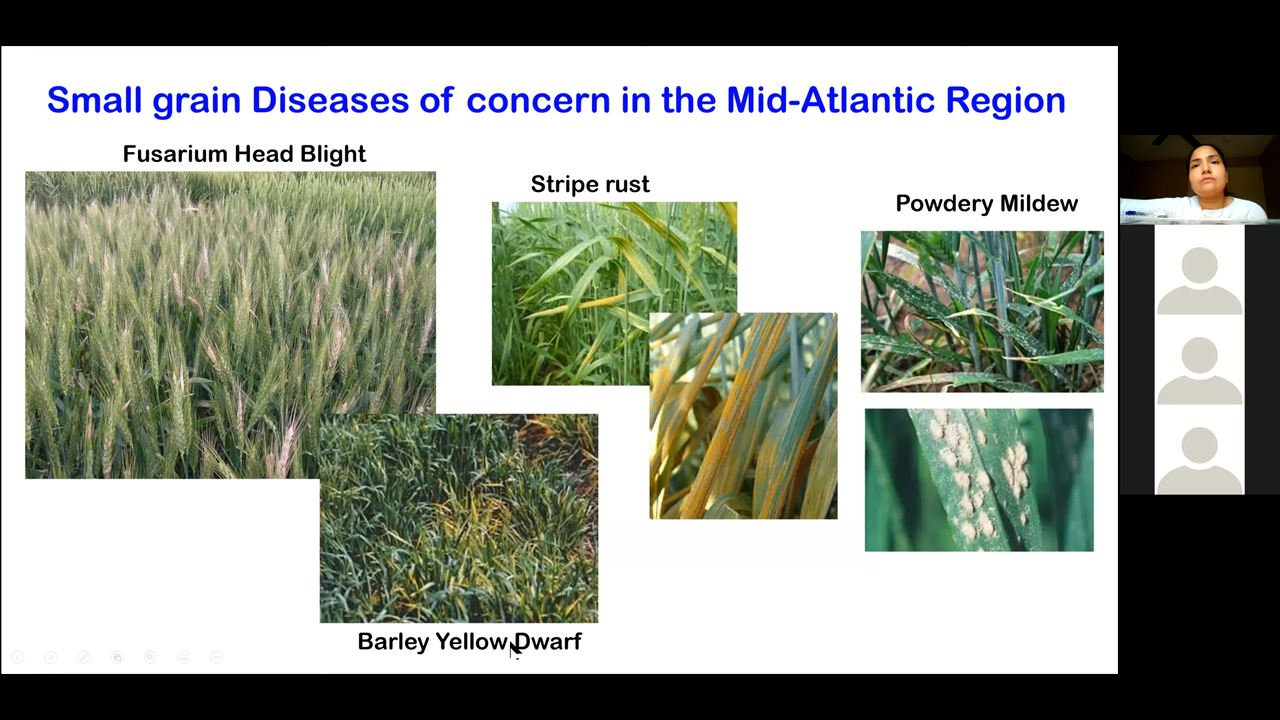 Small grain Diseases of concern in the Mid-Atlantic Region
Fusarium Head Blight
Stripe rust
Powdery Mildew
Barley Yellow Dwarf